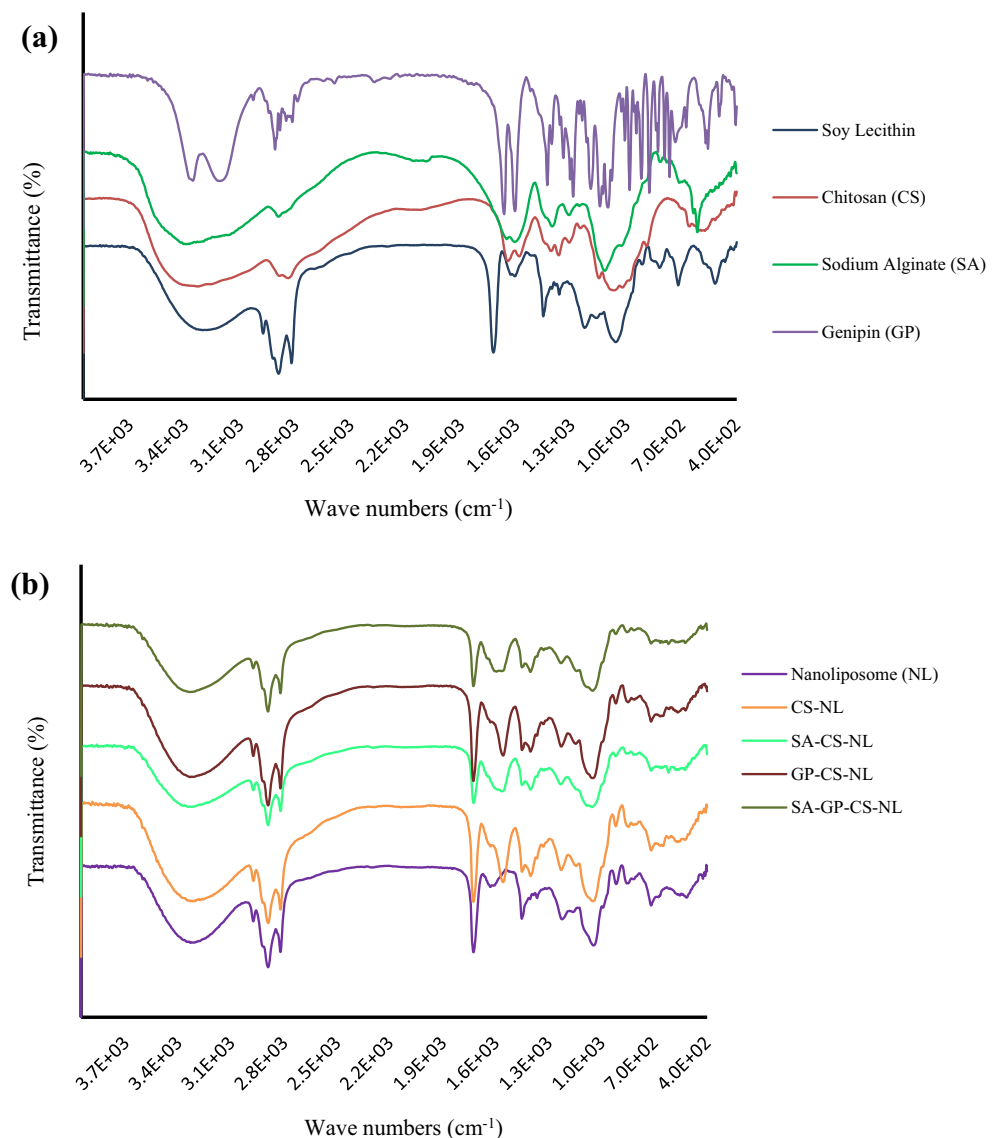 (a)
Transmittance (%)
Soy Lecithin
Chitosan (CS)
Sodium Alginate (SA)
Genipin (GP)
3.7E+03
3.4E+03
3.1E+03
2.8E+03
2.5E+03
2.2E+03
1.9E+03
1.6E+03
1.3E+03
1.0E+03
7.0E+02
4.0E+02
Wave numbers (cm-1)
(b)
Transmittance (%)
Nanoliposome (NL)
CS-NL
SA-CS-NL
GP-CS-NL
SA-GP-CS-NL
3.7E+03
3.4E+03
3.1E+03
2.8E+03
2.5E+03
2.2E+03
1.9E+03
1.6E+03
1.3E+03
1.0E+03
7.0E+02
4.0E+02
Wave numbers (cm-1)